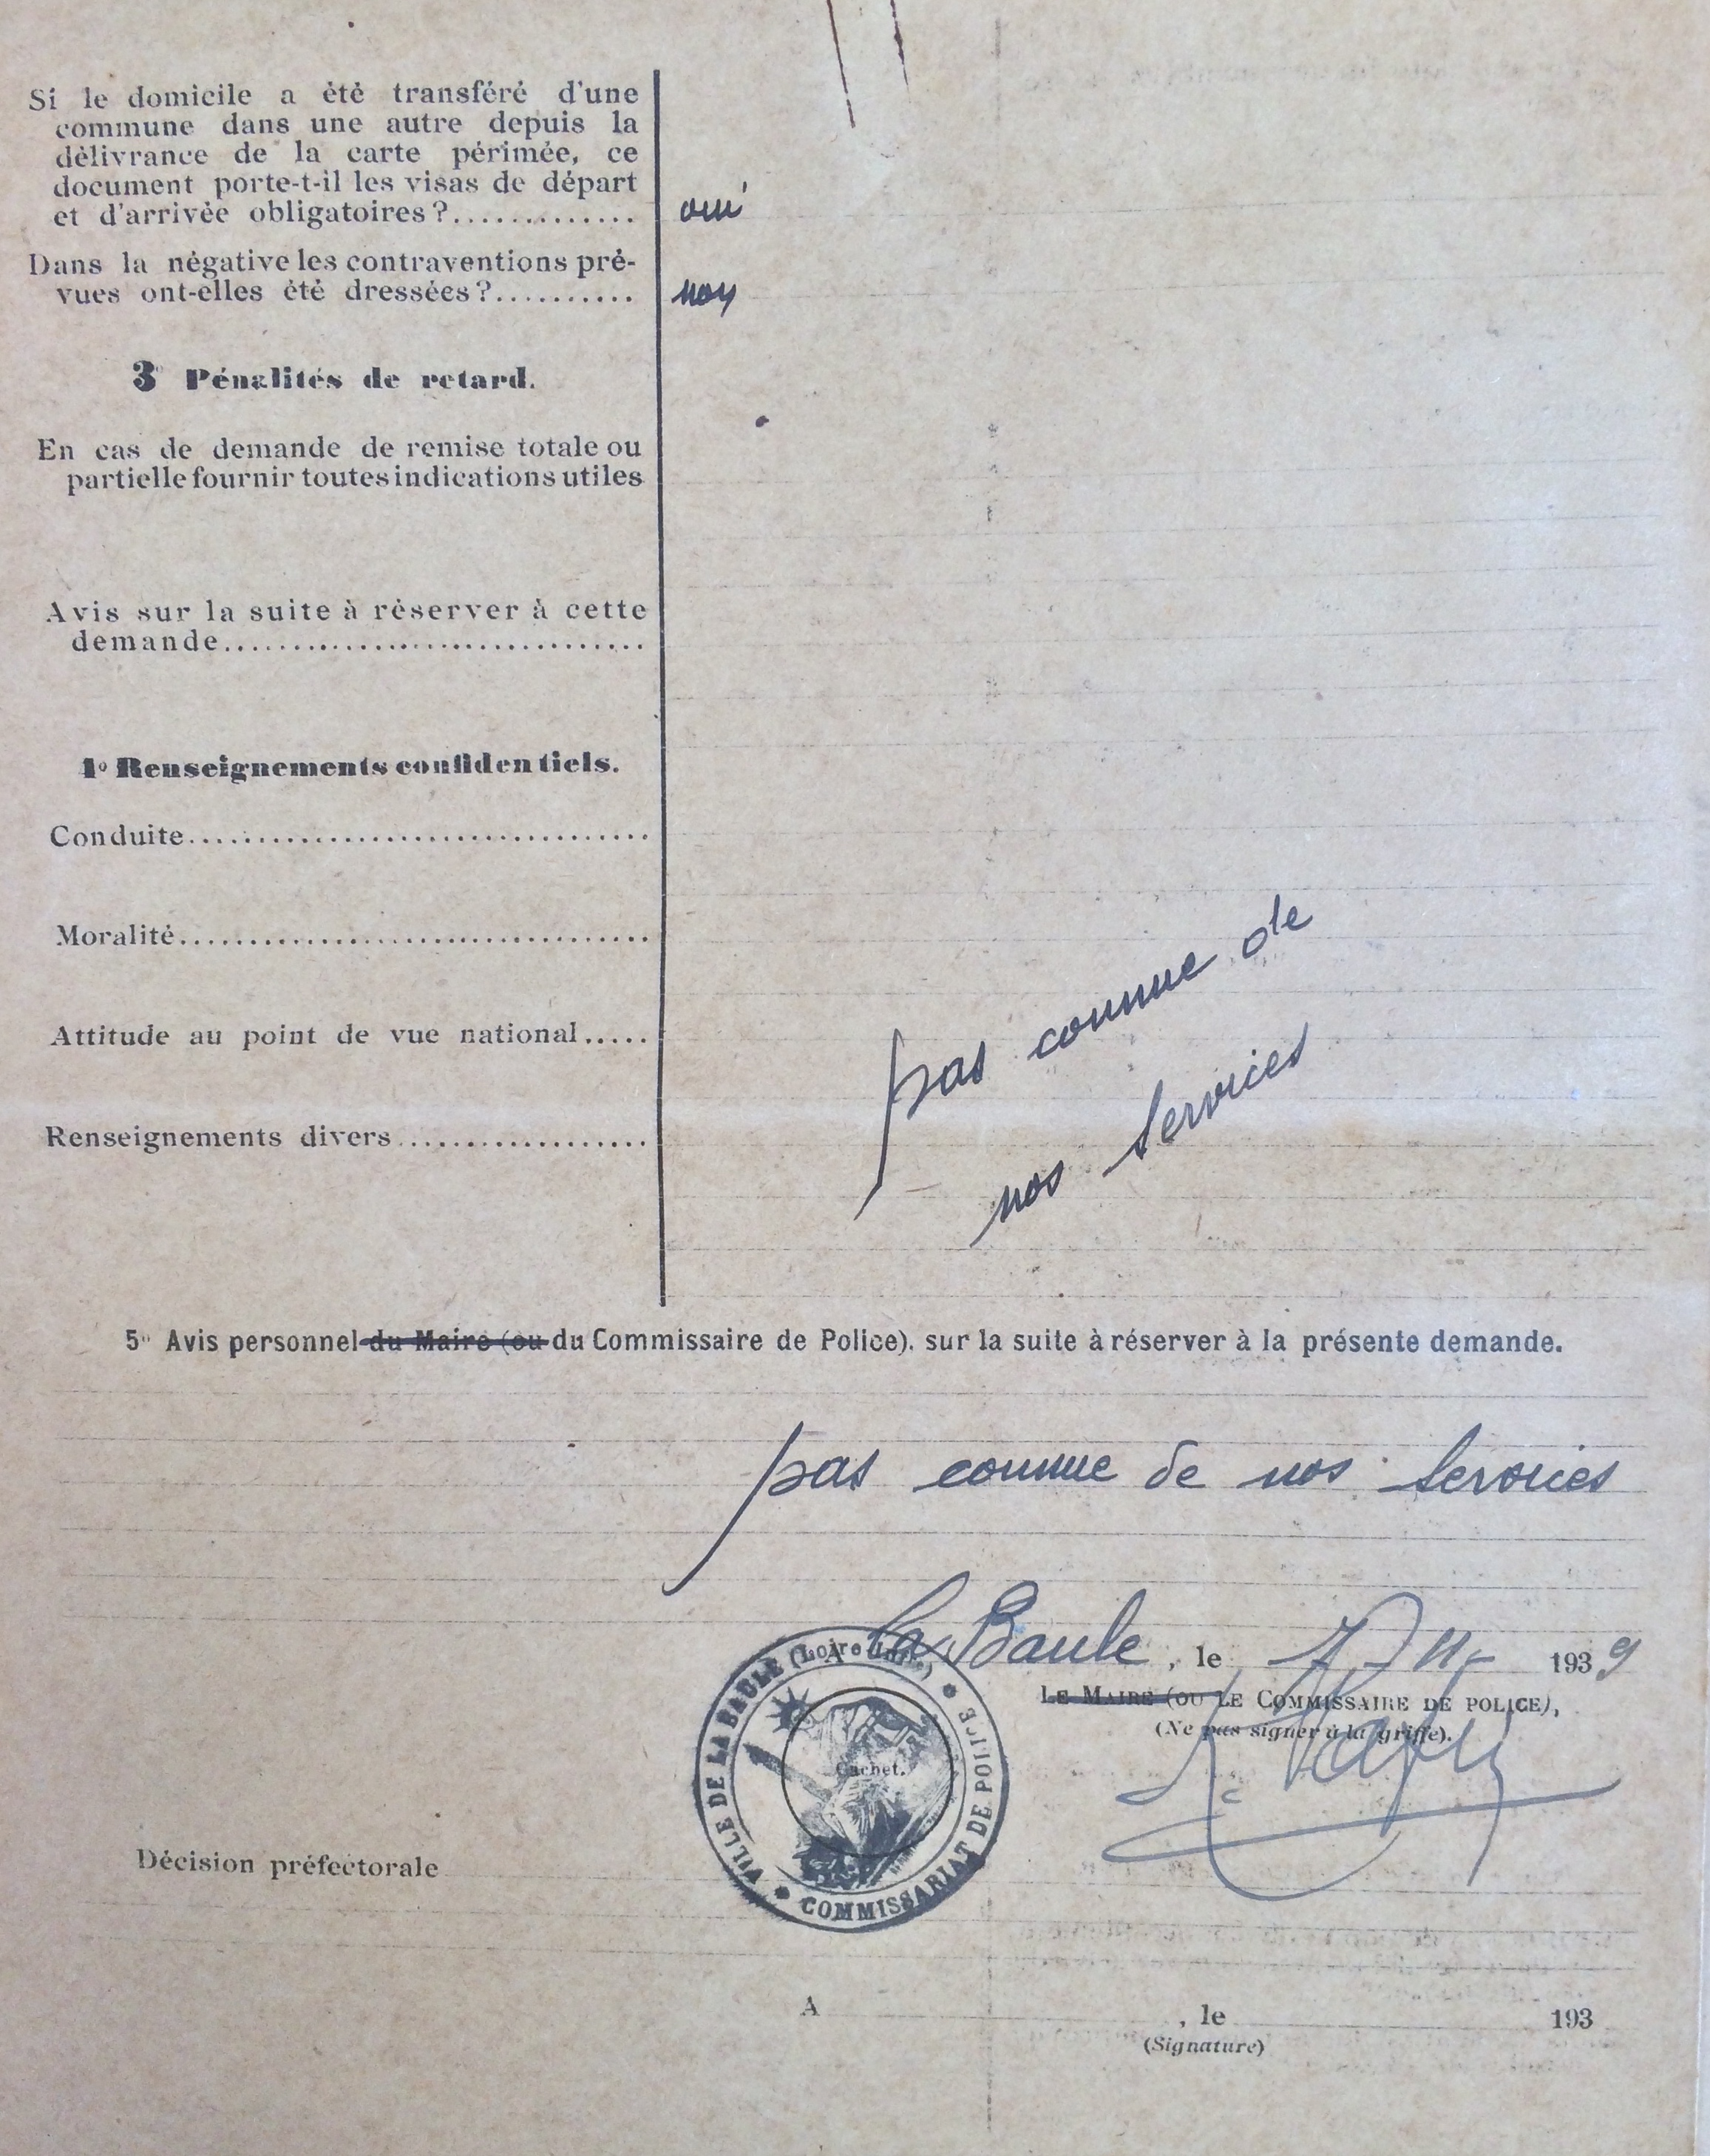 Si le domicile a été transféré d'une
commune dans une autre depuis la
délivrance de la carte périmée, ce
document porte-t-il les visas de départ
et d'arrivée obligatoires?............. oui
Dans la négative les contraventions pré-
vues ont-elles été dressées?.......... non
3° Pénalités de retard.
En cas de demande de remise totale ou
partielle fournir toutes indications utiles
Avis sur la suite à réserver à cette
demande..............................
4° Renseignements confidentiels.
Conduite.................................
Moralité.................................
Attitude au point de vue national.....
Renseignements divers..................
pas connue de
nos services
5° Avis personnel du Maire (ou du Commissaire de Police). sur la suite à réserver à la présente demande.
pas connue de nos services
A La Baule, le 7-11- 1939
LE MAIRE (OU LE COMMISSAIRE DE POLICE),
(Ne pas signer à la griffe).
VILLE DE LA BAULE (Loire Infre)
COMMISSARIAT DE POLICE
Cachet.
Décision préfectorale
A , le 193
(Signature)